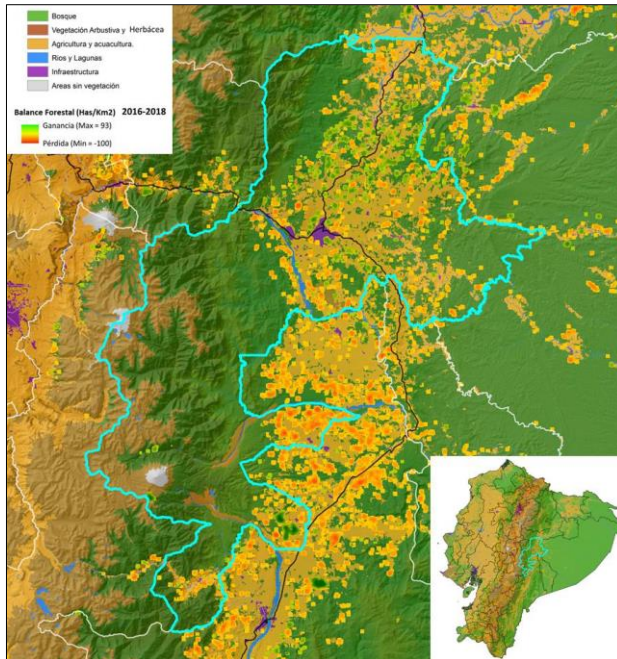 Bosque
Vegetación Arbustiva y Herbácea
Agricultura y acuacultura.
Ríos y Lagunas
Infraestructura
Areas sin vegetación
Balance Forestal (Has/Km2) 2016-2018
Ganancia (Max = 93)
Pérdida (Min = -100)